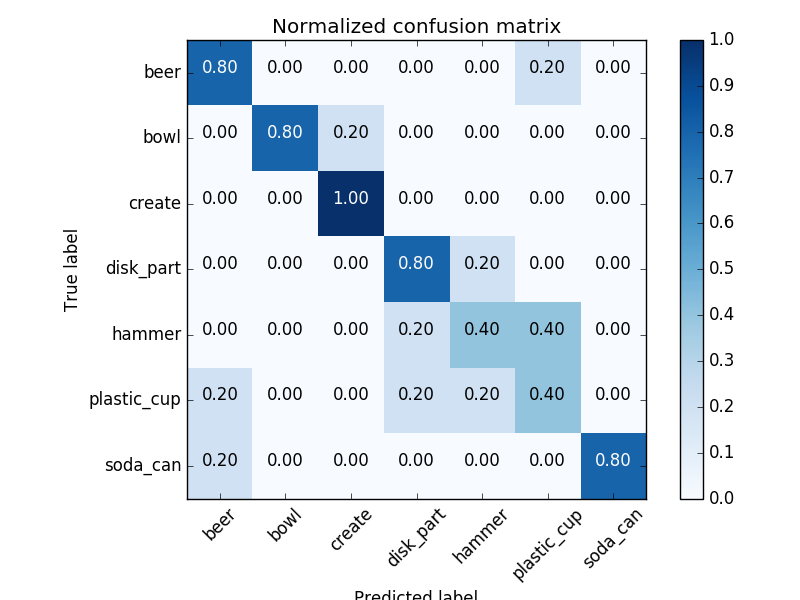 Normalized confusion matrix
True label
beer 0.80 0.00 0.00 0.00 0.00 0.20 0.00
bowl 0.00 0.80 0.20 0.00 0.00 0.00 0.00
create 0.00 0.00 1.00 0.00 0.00 0.00 0.00
disk_part 0.00 0.00 0.00 0.80 0.20 0.00 0.00
hammer 0.00 0.00 0.00 0.20 0.40 0.40 0.00
plastic_cup 0.20 0.00 0.00 0.20 0.20 0.40 0.00
soda_can 0.20 0.00 0.00 0.00 0.00 0.00 0.80
beer bowl create disk_part hammer plastic_cup soda_can
Predicted label
1.0
0.9
0.8
0.7
0.6
0.5
0.4
0.3
0.2
0.1
0.0